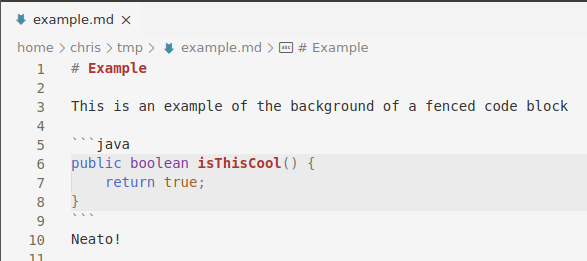 example.md ×
home > chris > tmp > example.md > abc # Example
1 # Example
2
3 This is an example of the background of a fenced code block
4
5 ```java
6 public boolean isThisCool() {
7     return true;
8 }
9 ```
10 Neato!
11